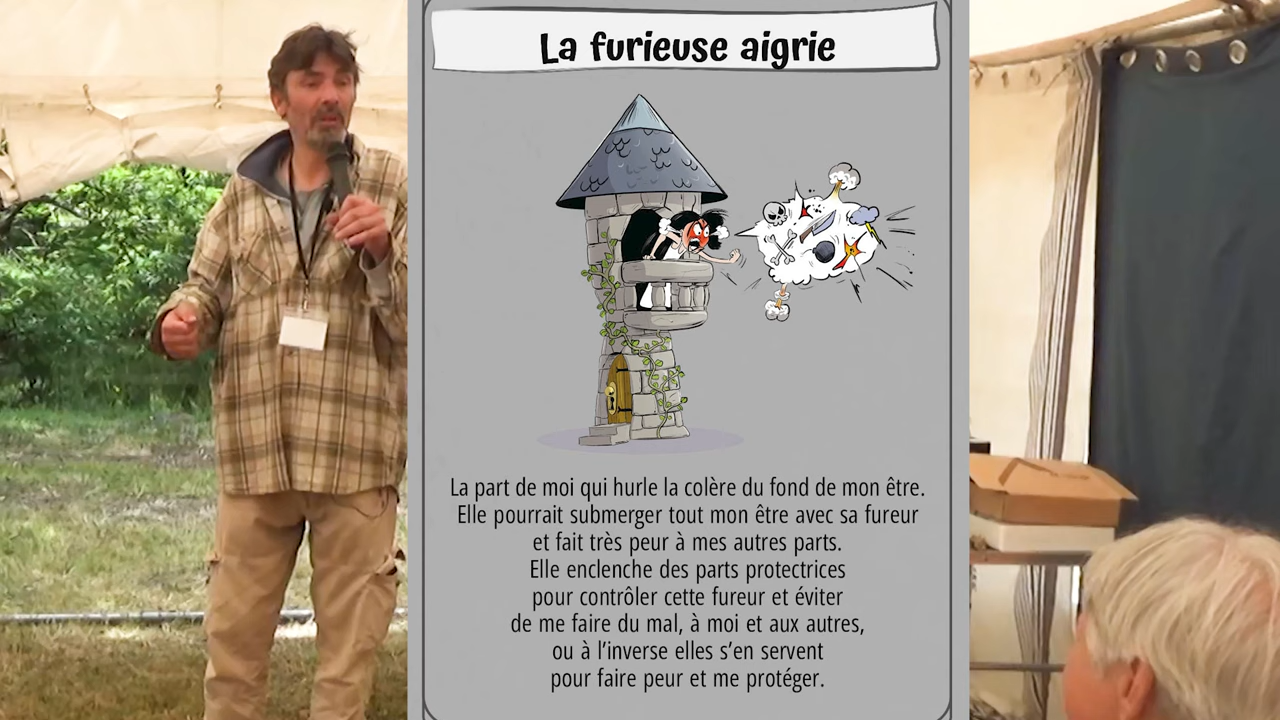 La furieuse aigrie
La part de moi qui hurle la colère du fond de mon être.
Elle pourrait submerger tout mon être avec sa fureur
et fait très peur à mes autres parts.
Elle enclenche des parts protectrices
pour contrôler cette fureur et éviter
de me faire du mal, à moi et aux autres,
ou à l’inverse elles s’en servent
pour faire peur et me protéger.